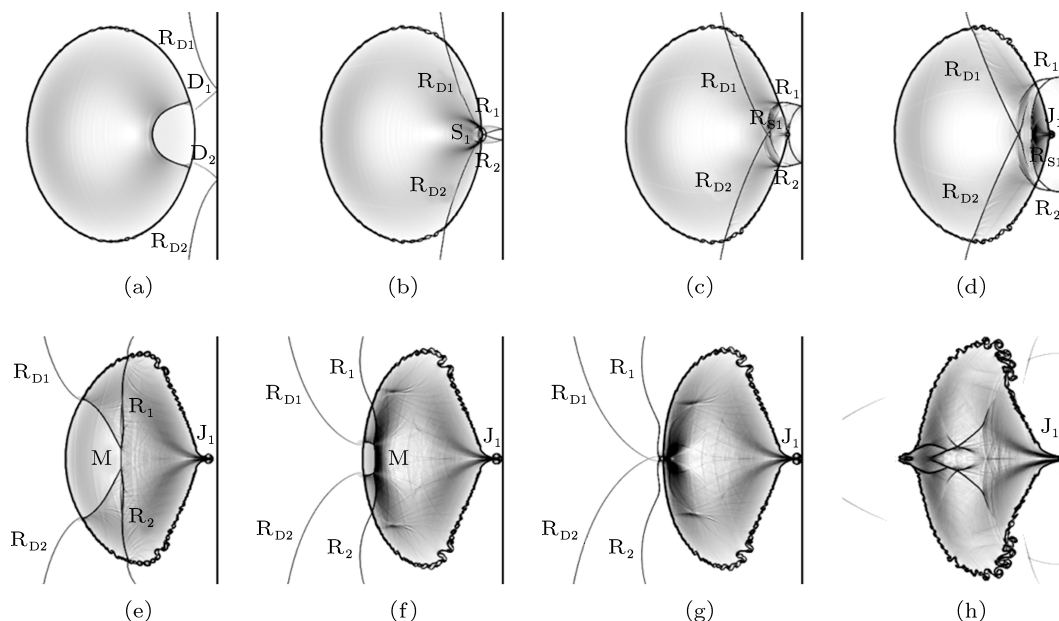 R_D1
D_1
D_2
R_D2
(a)
R_D1
R_1
S_1
R_2
R_D2
(b)
R_D1
R_1
R_S1
R_2
R_D2
(c)
R_D1
R_1
J_1
R_S1
R_D2
R_2
(d)
R_D1
R_1
J_1
M
R_2
R_D2
(e)
R_1
R_D1
J_1
M
R_D2
R_2
(f)
R_1
R_D1
J_1
R_D2
R_2
(g)
J_1
(h)